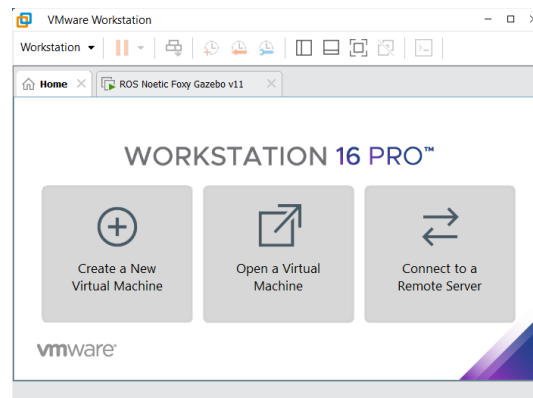 VMware Workstation
Workstation
Home
ROS Noetic Foxy Gazebo v11
WORKSTATION 16 PRO™
Create a New
Virtual Machine
Open a Virtual
Machine
Connect to a
Remote Server
vmware®